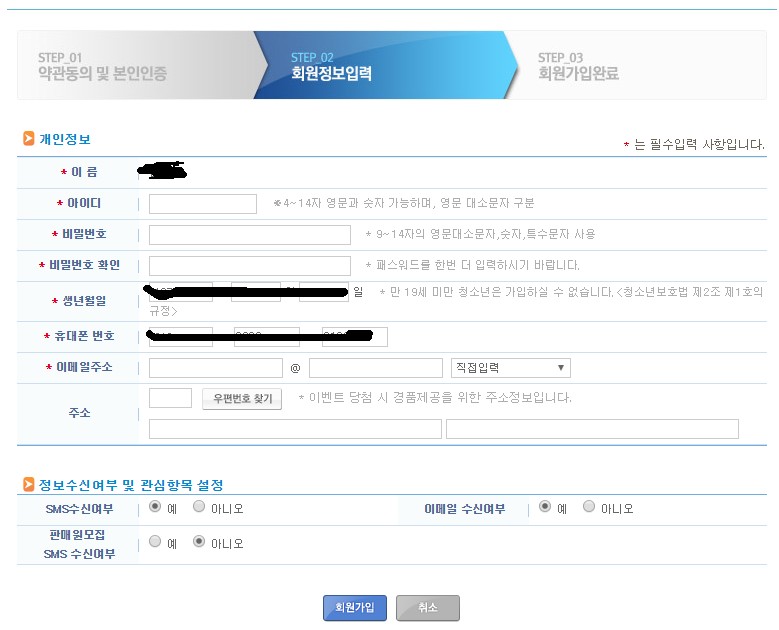 STEP_01
약관동의 및 본인인증
STEP_02
회원정보입력
STEP_03
회원가입완료
개인정보
* 는 필수입력 사항입니다.
* 이 름
* 아이디
※4~14자 영문과 숫자 가능하며, 영문 대소문자 구분
* 비밀번호
* 9~14자의 영문대소문자,숫자,특수문자 사용
* 비밀번호 확인
* 패스워드를 한번 더 입력하시기 바랍니다.
* 생년월일
일
* 만 19세 미만 청소년은 가입하실 수 없습니다. <청소년보호법 제2조 제1호의
규정>
* 휴대폰 번호
* 이메일주소
@
직접입력
주소
우편번호 찾기
* 이벤트 당첨 시 경품제공을 위한 주소정보입니다.
정보수신여부 및 관심항목 설정
SMS수신여부
예
아니오
이메일 수신여부
예
아니오
판매일모집
SMS 수신여부
예
아니오
회원가입
취소